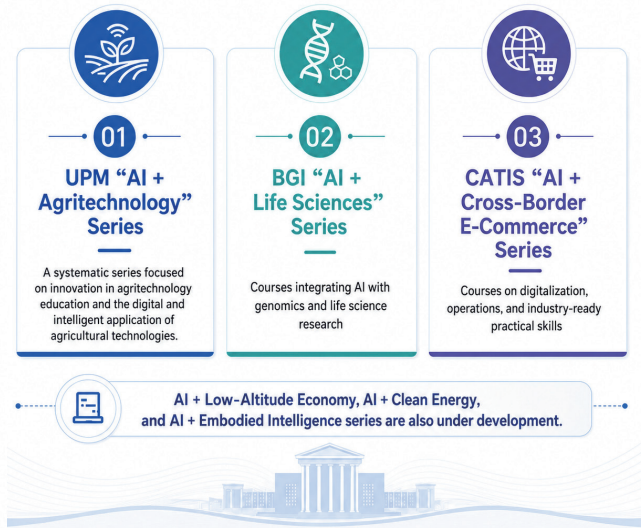 01
UPM “AI +
Agritechnology”
Series
A systematic series focused
on innovation in agritechnology
education and the digital and
intelligent application of
agricultural technologies.
02
BGI “AI +
Life Sciences”
Series
Courses integrating AI with
genomics and life science
research
03
CATIS “AI +
Cross-Border
E-Commerce”
Series
Courses on digitalization,
operations, and industry-ready
practical skills
AI + Low-Altitude Economy, AI + Clean Energy,
and AI + Embodied Intelligence series are also under development.